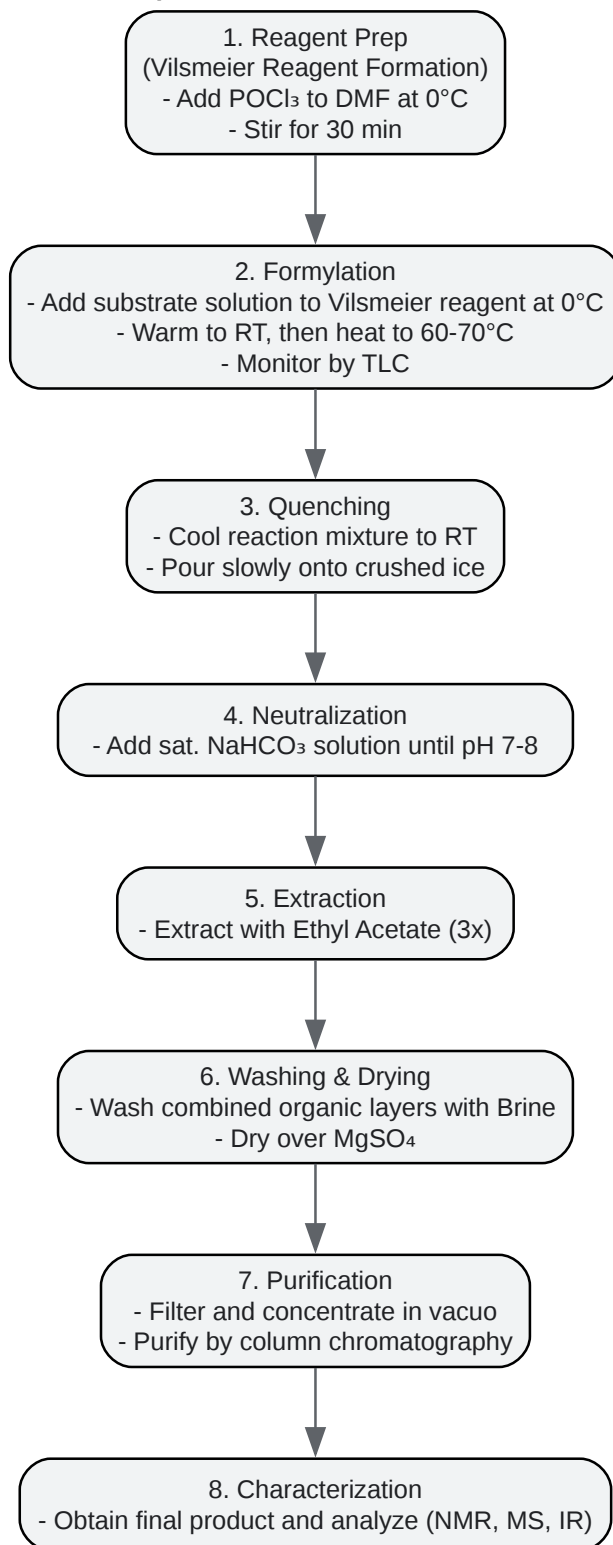 1. Reagent Prep
(Vilsmeier Reagent Formation)
- Add POCl₃ to DMF at 0°C
- Stir for 30 min
2. Formylation
- Add substrate solution to Vilsmeier reagent at 0°C
- Warm to RT, then heat to 60-70°C
- Monitor by TLC
3. Quenching
- Cool reaction mixture to RT
- Pour slowly onto crushed ice
4. Neutralization
- Add sat. NaHCO₃ solution until pH 7-8
5. Extraction
- Extract with Ethyl Acetate (3x)
6. Washing & Drying
- Wash combined organic layers with Brine
- Dry over MgSO₄
7. Purification
- Filter and concentrate in vacuo
- Purify by column chromatography
8. Characterization
- Obtain final product and analyze (NMR, MS, IR)